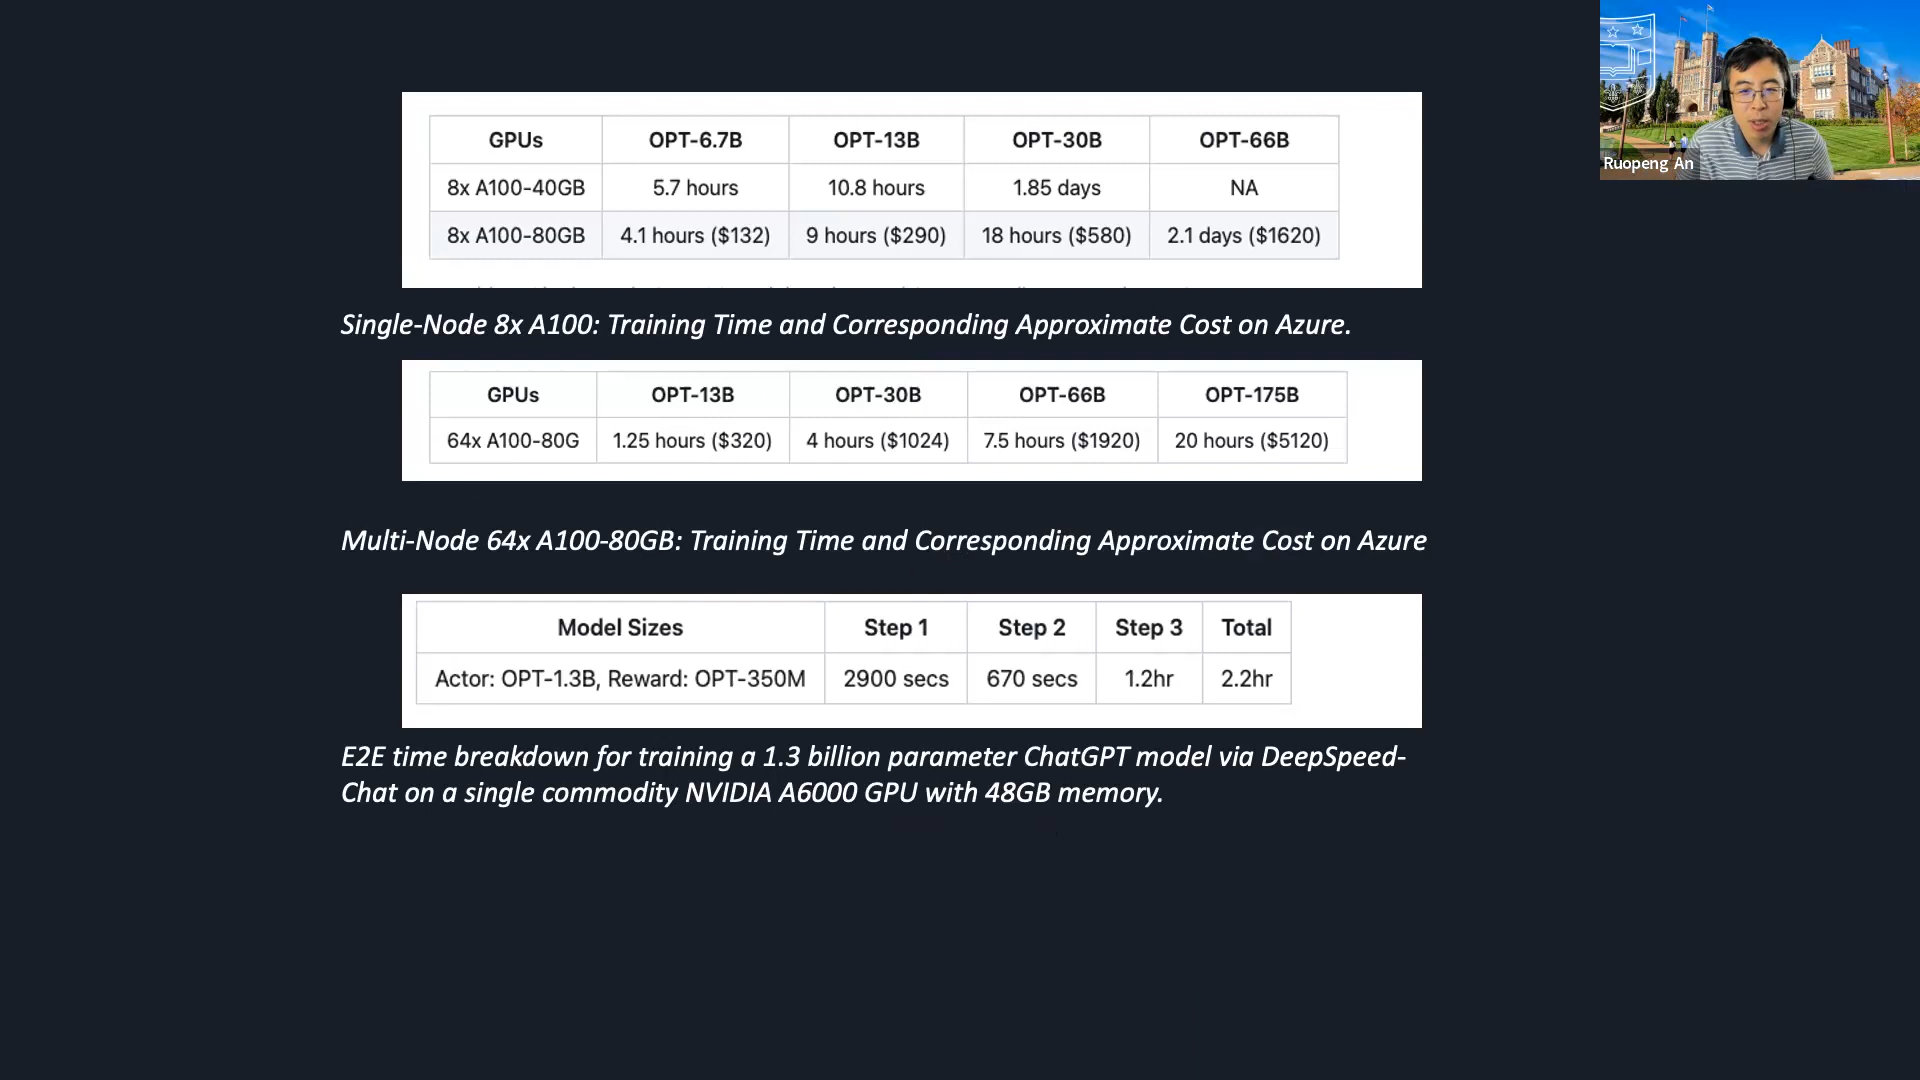 GPUs OPT-6.7B OPT-13B OPT-30B OPT-66B
8x A100-40GB 5.7 hours 10.8 hours 1.85 days NA
8x A100-80GB 4.1 hours ($132) 9 hours ($290) 18 hours ($580) 2.1 days ($1620)
Single-Node 8x A100: Training Time and Corresponding Approximate Cost on Azure.
GPUs OPT-13B OPT-30B OPT-66B OPT-175B
64x A100-80G 1.25 hours ($320) 4 hours ($1024) 7.5 hours ($1920) 20 hours ($5120)
Multi-Node 64x A100-80GB: Training Time and Corresponding Approximate Cost on Azure
Model Sizes Step 1 Step 2 Step 3 Total
Actor: OPT-1.3B, Reward: OPT-350M 2900 secs 670 secs 1.2hr 2.2hr
E2E time breakdown for training a 1.3 billion parameter ChatGPT model via DeepSpeed-
Chat on a single commodity NVIDIA A6000 GPU with 48GB memory.
Ruopeng An